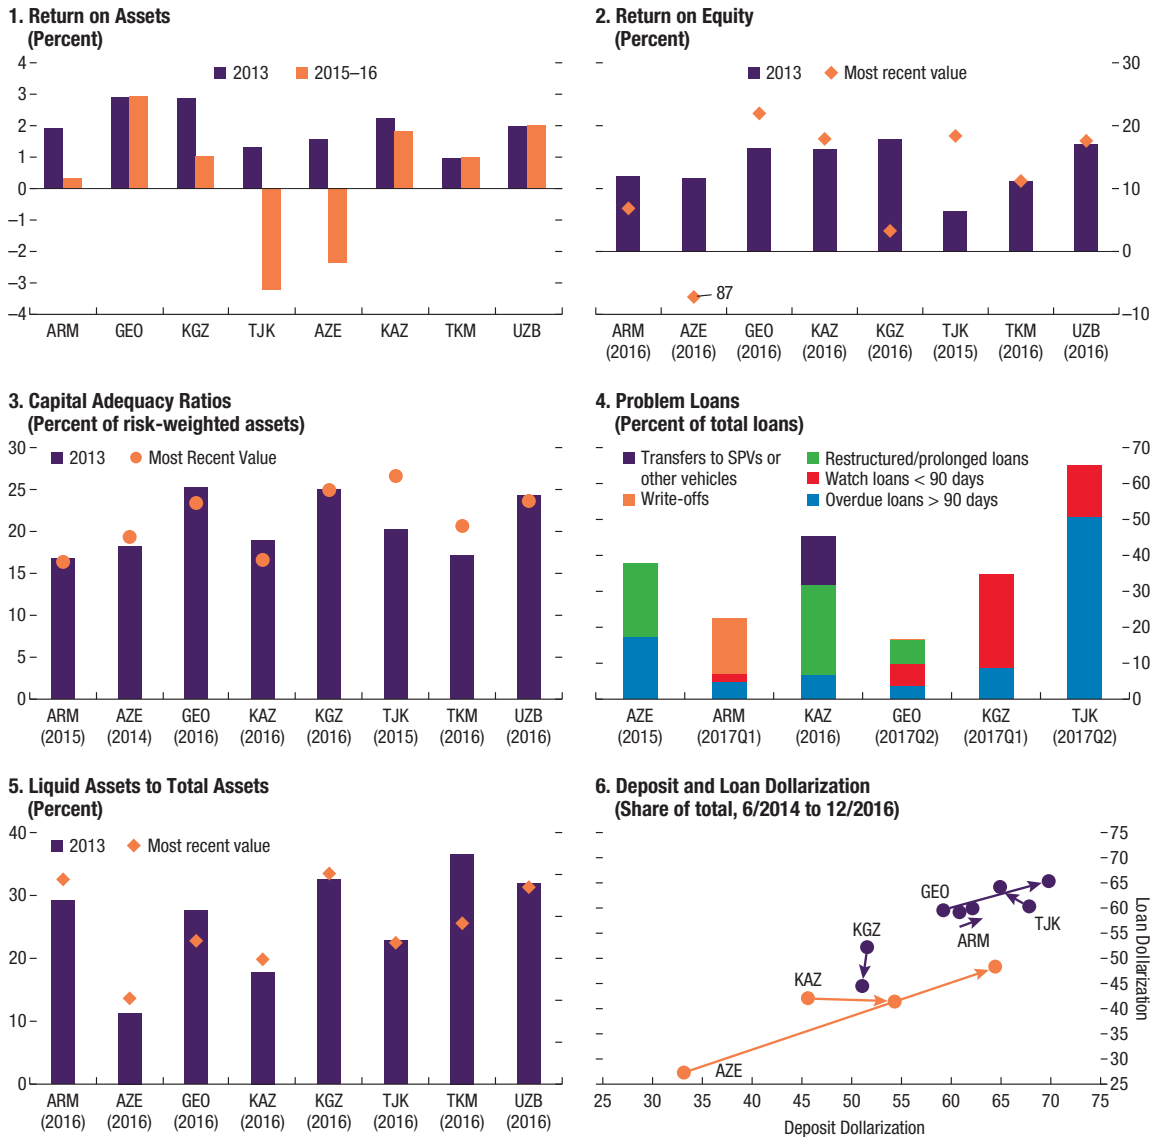 1. Return on Assets
(Percent)
4
3
2
1
0
–1
–2
–3
–4
2013
2015–16
ARM GEO KGZ TJK AZE KAZ TKM UZB
2. Return on Equity
(Percent)
30
20
10
0
–10
2013
Most recent value
87
ARM AZE GEO KAZ KGZ TJK TKM UZB
(2016) (2016) (2016) (2016) (2016) (2015) (2016) (2016)
3. Capital Adequacy Ratios
(Percent of risk-weighted assets)
30
25
20
15
10
5
0
2013
Most Recent Value
ARM AZE GEO KAZ KGZ TJK TKM UZB
(2015) (2014) (2016) (2016) (2016) (2015) (2016) (2016)
4. Problem Loans
(Percent of total loans)
70
60
50
40
30
20
10
0
Transfers to SPVs or
other vehicles
Write-offs
Restructured/prolonged loans
Watch loans < 90 days
Overdue loans > 90 days
AZE ARM KAZ GEO KGZ TJK
(2015) (2017Q1) (2016) (2017Q2) (2017Q1) (2017Q2)
5. Liquid Assets to Total Assets
(Percent)
40
30
20
10
0
2013
Most recent value
ARM AZE GEO KAZ KGZ TJK TKM UZB
(2016) (2016) (2016) (2016) (2016) (2016) (2016) (2016)
6. Deposit and Loan Dollarization
(Share of total, 6/2014 to 12/2016)
75
70
65
60
55
50
45
40
35
30
25
Loan Dollarization
GEO
TJK
ARM
KGZ
KAZ
AZE
25 30 35 40 45 50 55 60 65 70 75
Deposit Dollarization